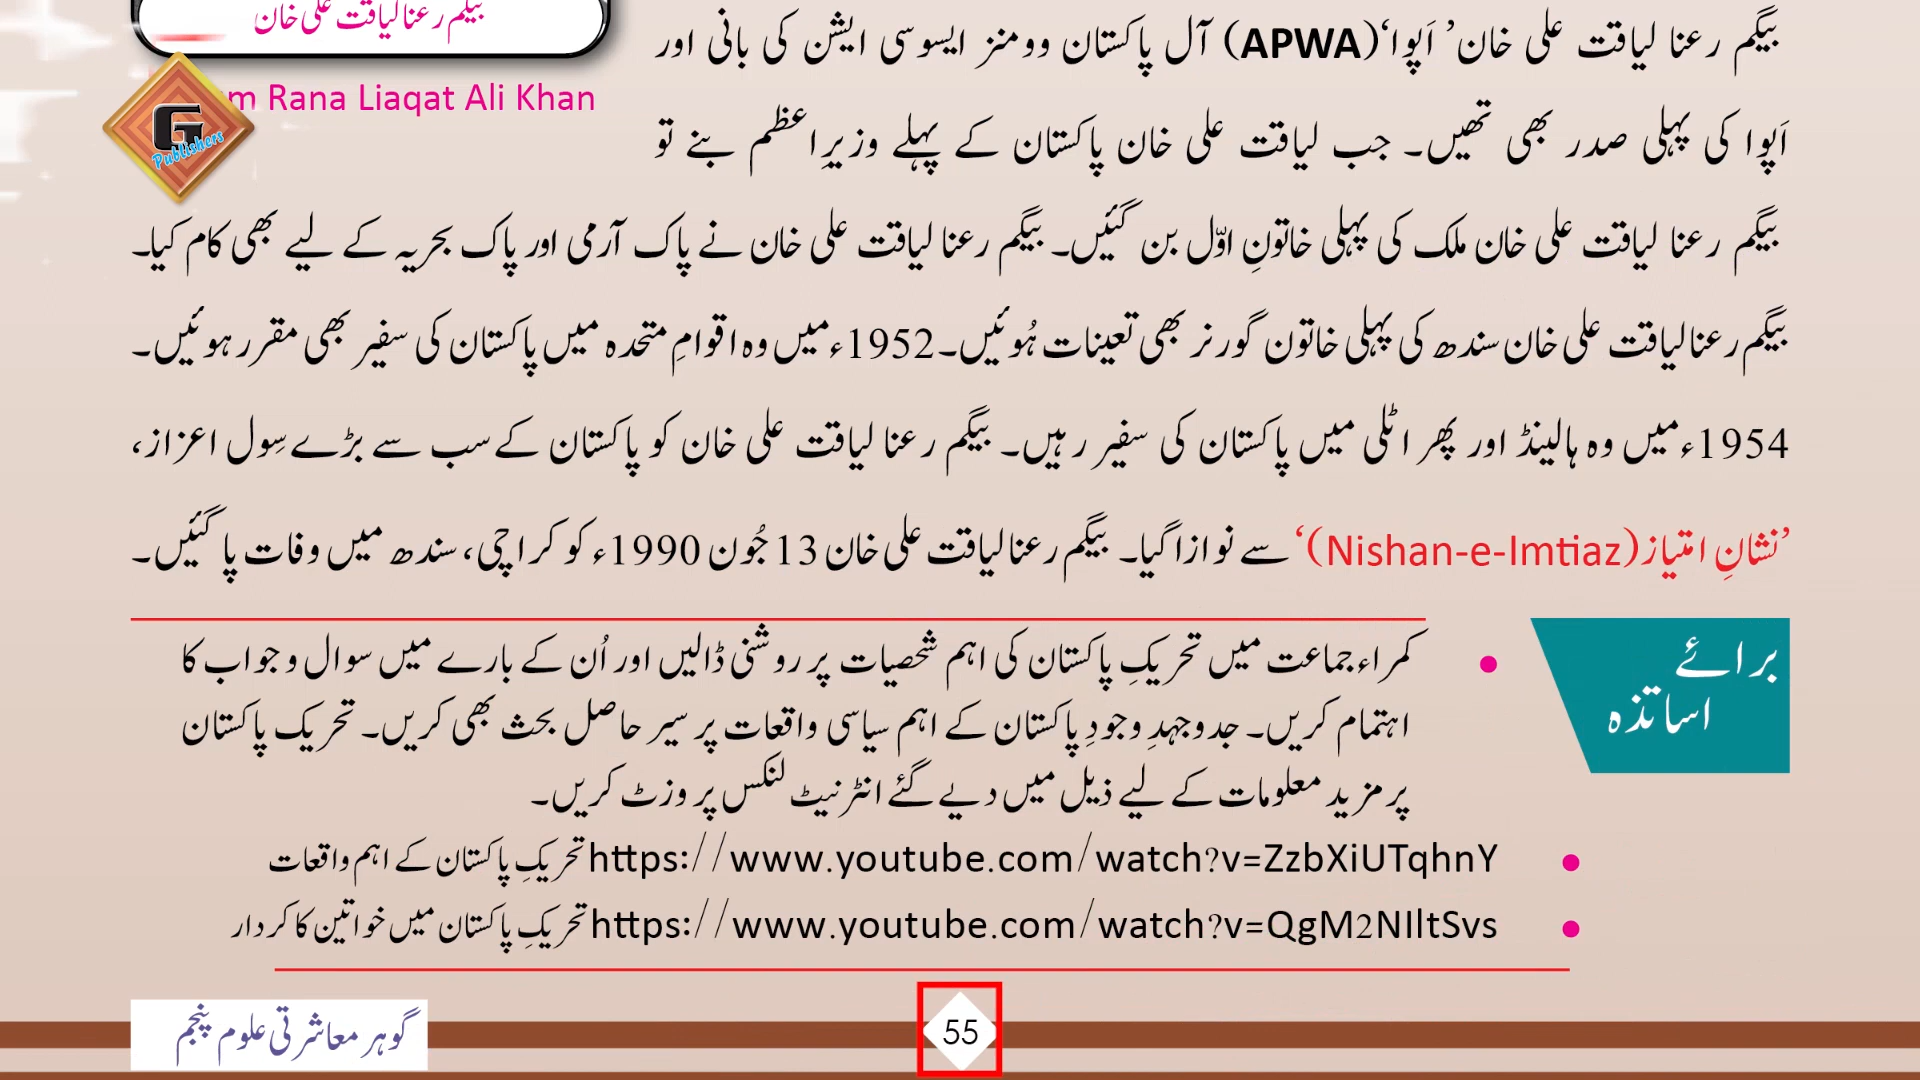 بیگم رعنا لیاقت علی خان
Rana Liaqat Ali Khan
G
Publishers
بیگم رعنا لیاقت علی خان ’اَپوا‘ (APWA) آل پاکستان وومنز ایسوسی ایشن کی بانی اور
اَپوا کی پہلی صدر بھی تھیں۔ جب لیاقت علی خان پاکستان کے پہلے وزیرِاعظم بنے تو
بیگم رعنا لیاقت علی خان ملک کی پہلی خاتونِ اوّل بن گئیں۔ بیگم رعنا لیاقت علی خان نے پاک آرمی اور پاک بحریہ کے لیے بھی کام کیا۔
بیگم رعنا لیاقت علی خان سندھ کی پہلی خاتون گورنر بھی تعینات ہُوئیں۔ 1952ء میں وہ اقوامِ متحدہ میں پاکستان کی سفیر بھی مقرر ہوئیں۔
1954ء میں وہ ہالینڈ اور پھر اٹلی میں پاکستان کی سفیر رہیں۔ بیگم رعنا لیاقت علی خان کو پاکستان کے سب سے بڑے سِول اعزاز،
’نشانِ امتیاز (Nishan-e-Imtiaz)‘ سے نوازا گیا۔ بیگم رعنا لیاقت علی خان 13 جُون 1990ء کو کراچی، سندھ میں وفات پا گئیں۔
برائے
اساتذہ
کمراء جماعت میں تحریکِ پاکستان کی اہم شخصیات پر روشنی ڈالیں اور اُن کے بارے میں سوال و جواب کا
اہتمام کریں۔ جدوجہدِ وجودِ پاکستان کے اہم سیاسی واقعات پر سیر حاصل بحث بھی کریں۔ تحریک پاکستان
پر مزید معلومات کے لیے ذیل میں دیے گئے انٹرنیٹ لنکس پر وزٹ کریں۔
https://www.youtube.com/watch?v=ZzbXiUTqhnY تحریکِ پاکستان کے اہم واقعات
https://www.youtube.com/watch?v=QgM2NIltSvs تحریکِ پاکستان میں خواتین کا کردار
گوہر معاشرتی علوم پنجم
55